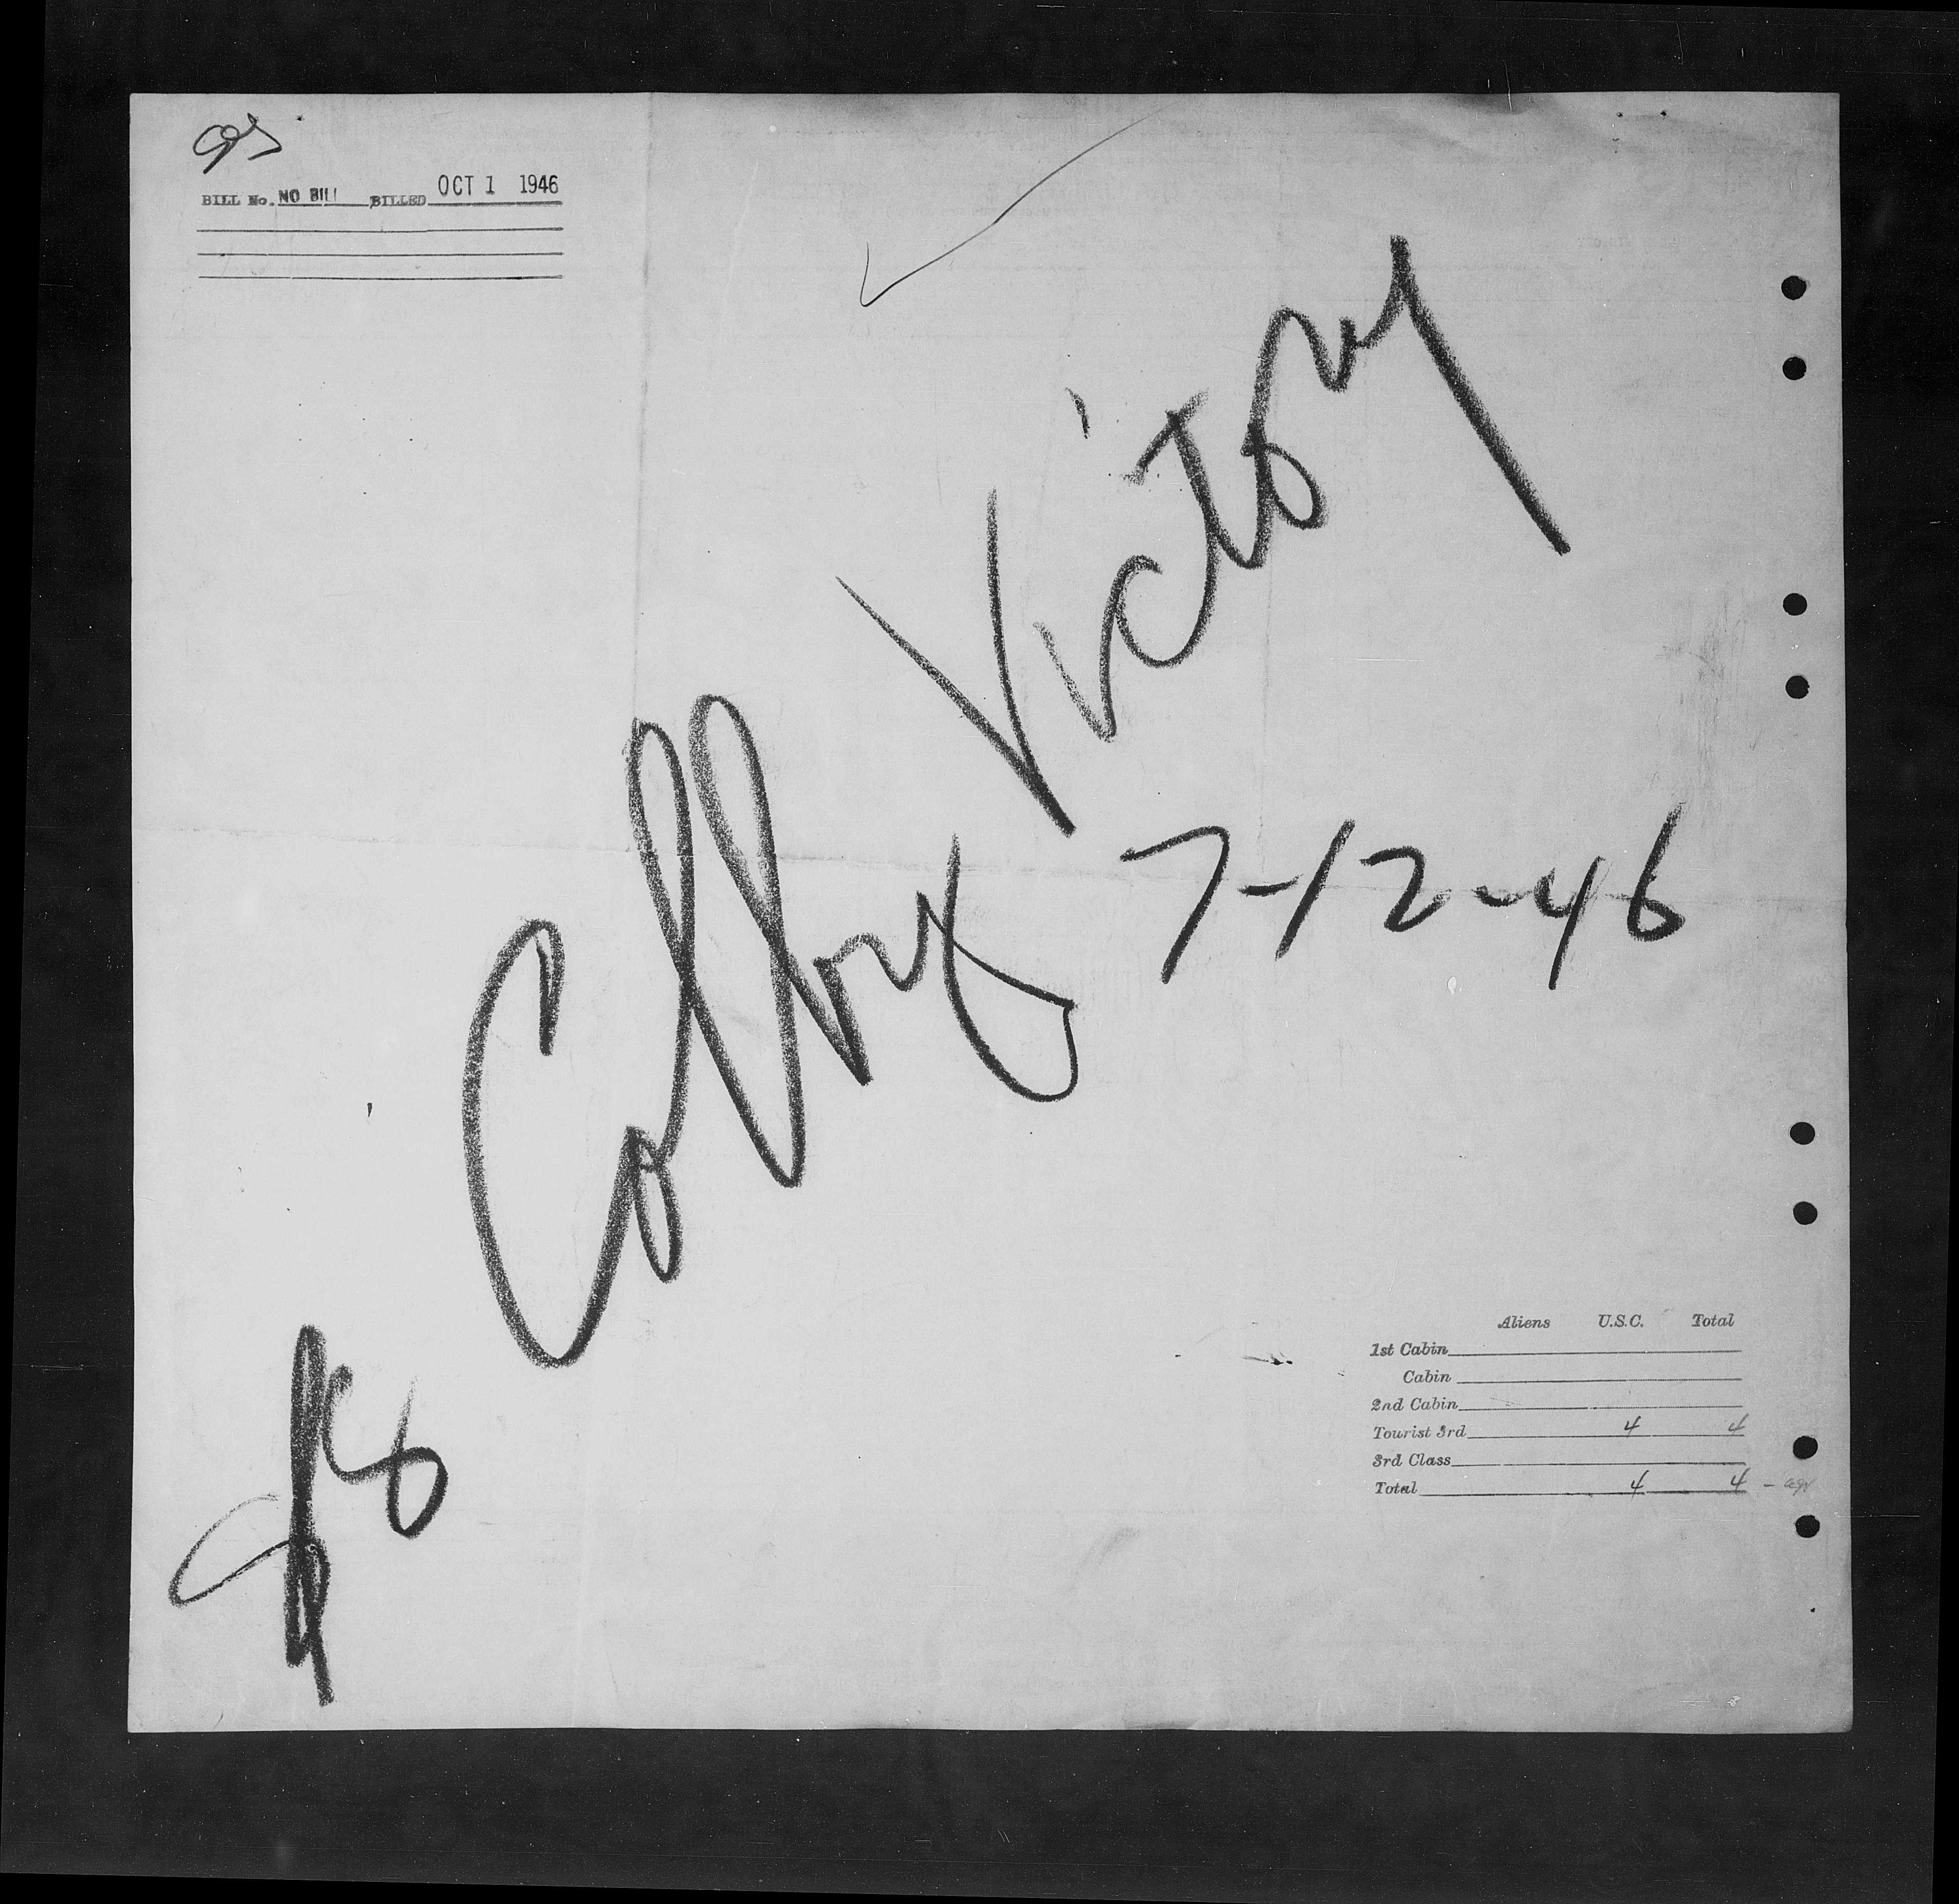 BILL No. NO BILL BILLED OCT 1 1946
SS Colby Victory
7-12-46
Aliens U.S.C. Total
1st Cabin
Cabin
2nd Cabin
Tourist 3rd 4 4
3rd Class
Total 4 4 -